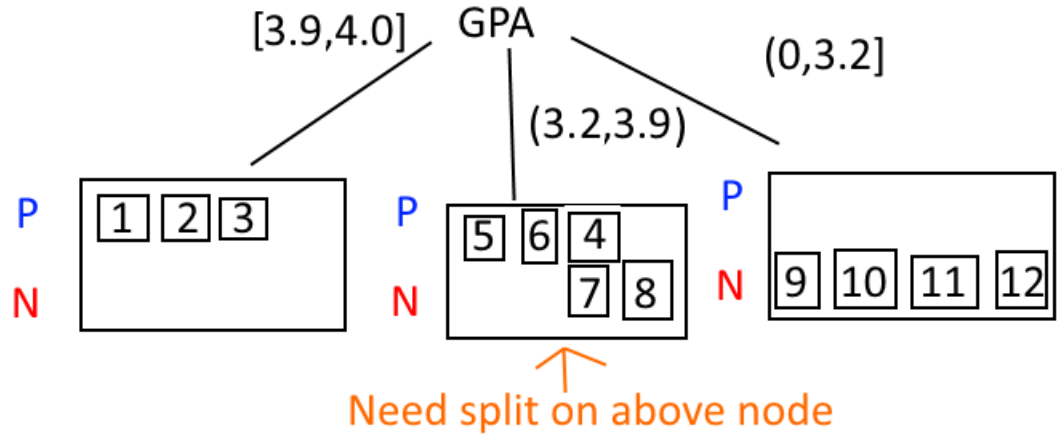 [3.9,4.0] GPA (0,3.2]
(3.2,3.9)
P 1 2 3 P 5 6 4 P
N N 7 8 N 9 10 11 12
Need split on above node